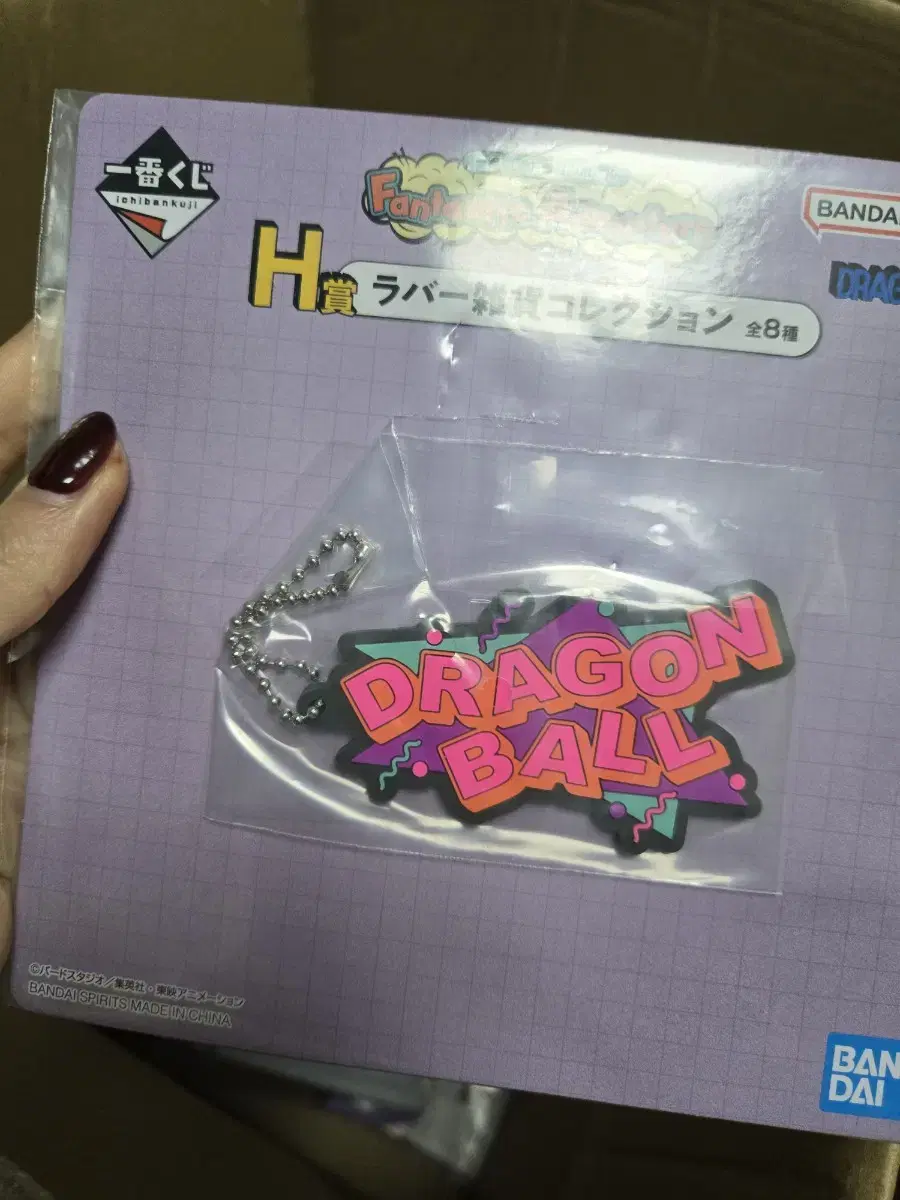 一番くじ
ichibankuji
BANDAI
H賞
ラバー雑貨コレクション 全8種
DRAGON
BALL
©バードスタジオ／集英社・東映アニメーション
BANDAI SPIRITS MADE IN CHINA
BAN
DAI